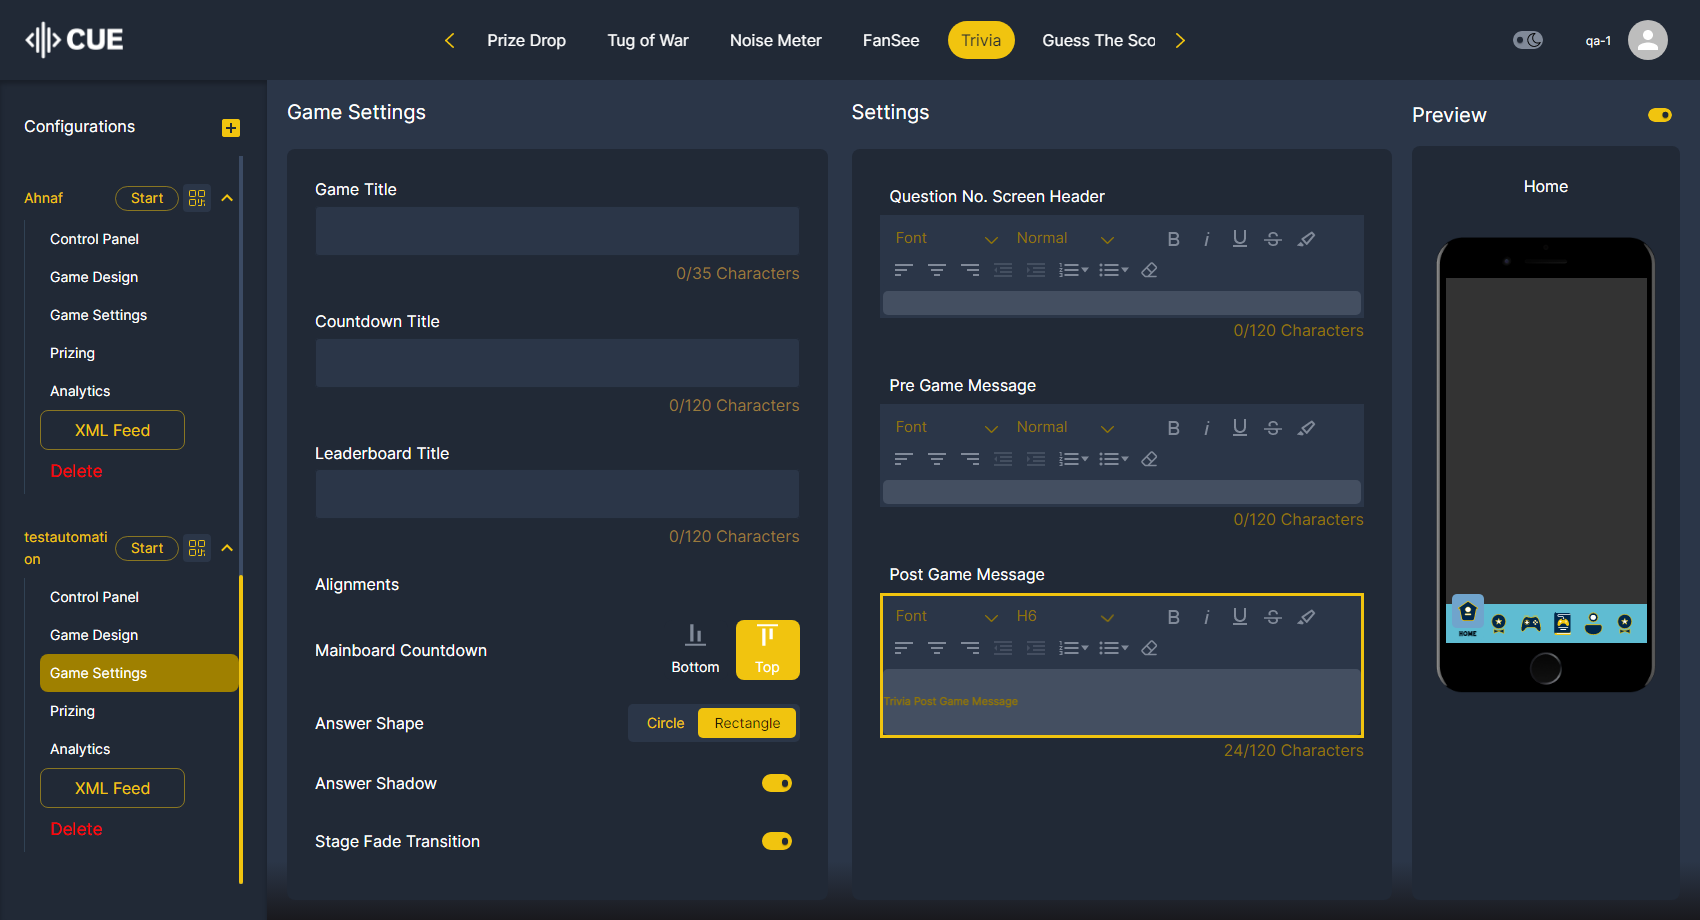 CUE
Prize Drop
Tug of War
Noise Meter
FanSee
Trivia
Guess The Sco
qa-1
Configurations
Ahnaf
Start
Control Panel
Game Design
Game Settings
Prizing
Analytics
XML Feed
Delete
testautomati
on
Start
Control Panel
Game Design
Game Settings
Prizing
Analytics
XML Feed
Delete
Game Settings
Game Title
0/35 Characters
Countdown Title
0/120 Characters
Leaderboard Title
0/120 Characters
Alignments
Mainboard Countdown
Bottom
Top
Answer Shape
Circle
Rectangle
Answer Shadow
Stage Fade Transition
Settings
Question No. Screen Header
Font
Normal
0/120 Characters
Pre Game Message
Font
Normal
0/120 Characters
Post Game Message
Font
H6
Trivia Post Game Message
24/120 Characters
Preview
Home
HOME